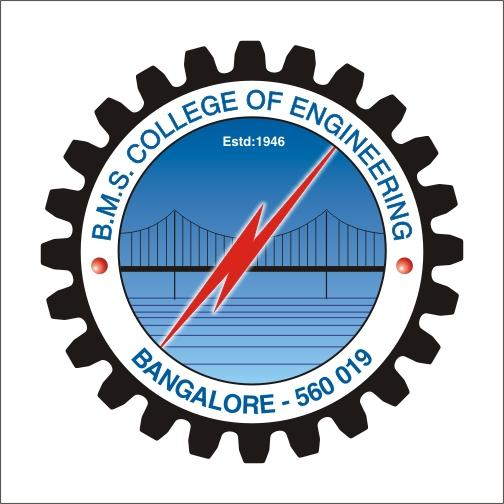 B.M.S. COLLEGE OF ENGINEERING
Estd:1946
BANGALORE - 560 019